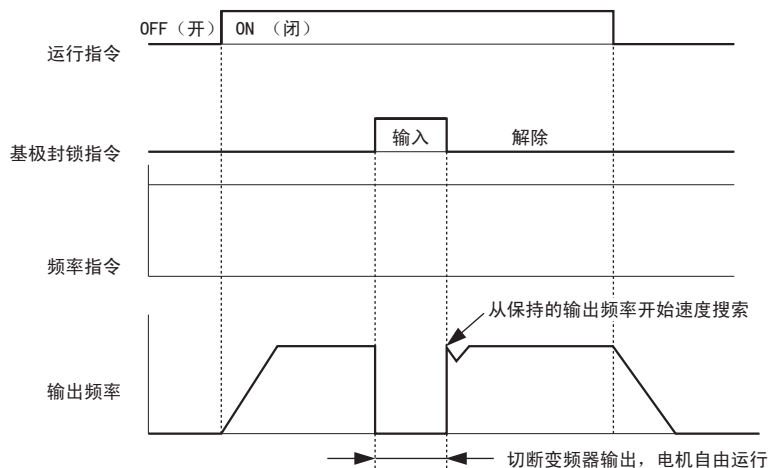 OFF（开） ON （闭）
运行指令
输入 解除
基极封锁指令
频率指令
从保持的输出频率开始速度搜索
输出频率
切断变频器输出，电机自由运行